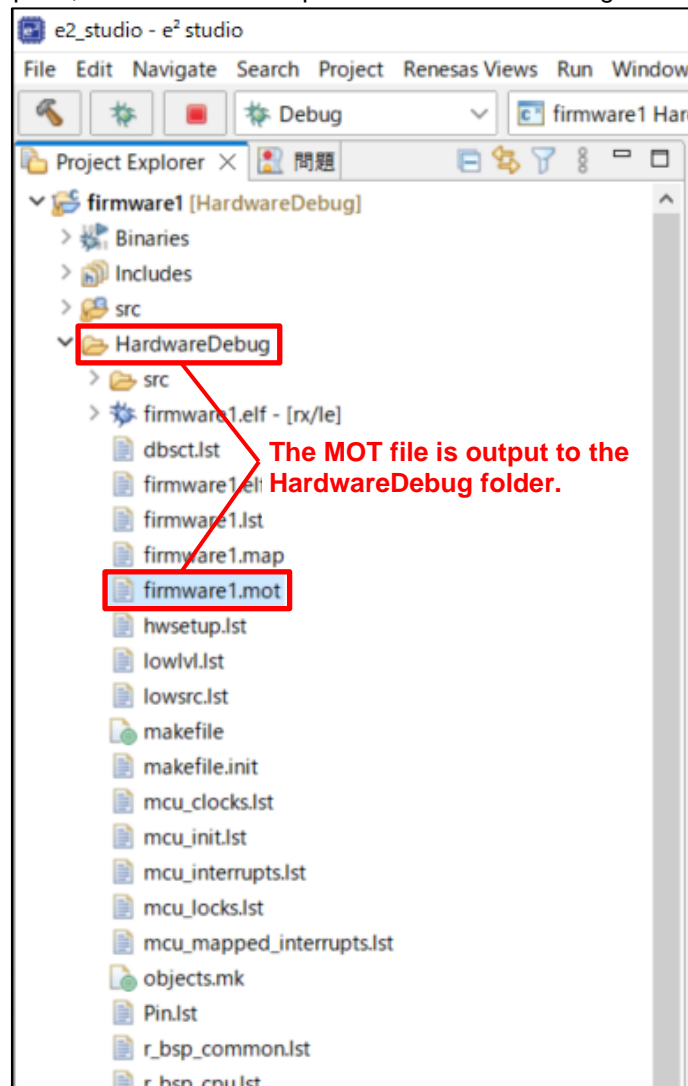 e2_studio - e² studio
File Edit Navigate Search Project Renesas Views Run Window
Debug
firmware1 Har
Project Explorer
問題
firmware1 [HardwareDebug]
Binaries
Includes
src
HardwareDebug
src
firmware1.elf - [rx/le]
dbsct.lst
The MOT file is output to the
HardwareDebug folder.
firmware1.lst
firmware1.map
firmware1.mot
hwsetup.lst
lowlvl.lst
lowsrc.lst
makefile
makefile.init
mcu_clocks.lst
mcu_init.lst
mcu_interrupts.lst
mcu_locks.lst
mcu_mapped_interrupts.lst
objects.mk
Pin.lst
r_bsp_common.lst
r_bsp_cpu.lst